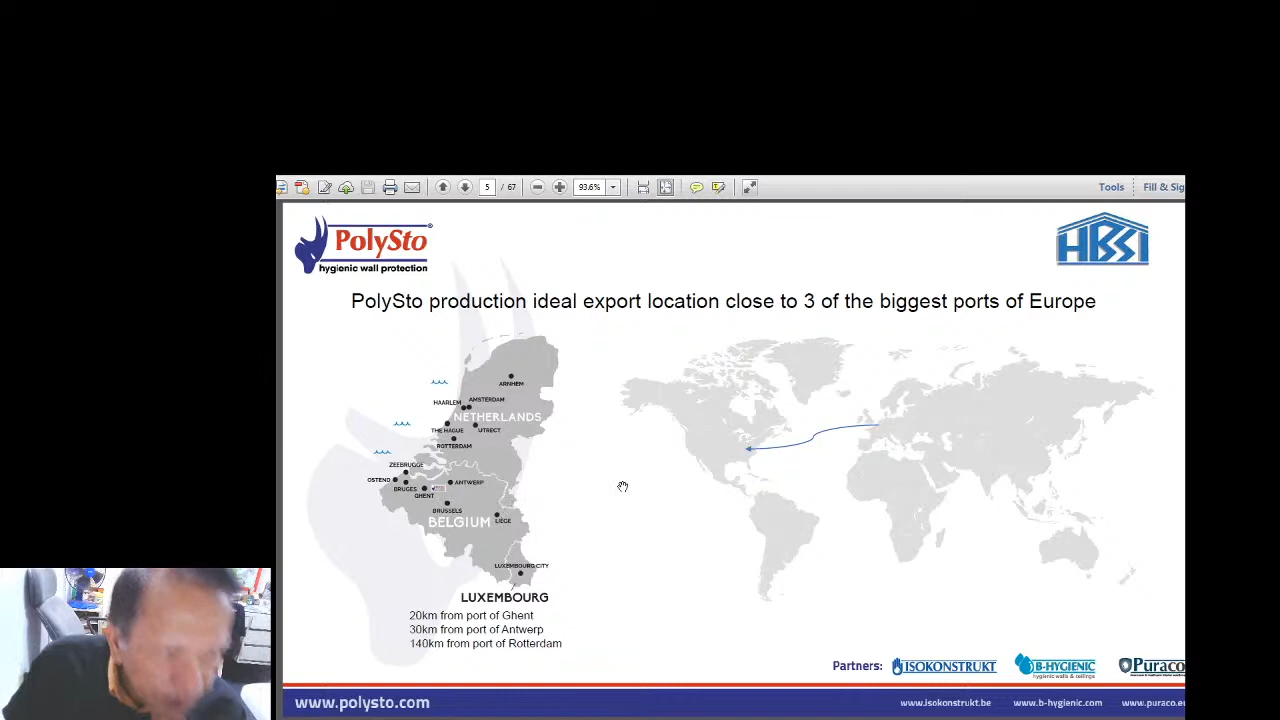 5 / 67 93.6% Tools Fill & Sig
PolySto®
hygienic wall protection
HBSI
PolySto production ideal export location close to 3 of the biggest ports of Europe
ARNHEM
HAARLEM AMSTERDAM
NETHERLANDS
THE HAGUE UTRECT
ROTTERDAM
ZEEBRUGGE
OSTEND ANTWERP
BRUGES
GHENT
BRUSSELS
BELGIUM LIEGE
LUXEMBOURG CITY
LUXEMBOURG
20km from port of Ghent
30km from port of Antwerp
140km from port of Rotterdam
Partners: ISOKONSTRUKT B-HYGIENIC Puraco
hygienic walls & ceilings
www.polysto.com www.isokonstrukt.be www.b-hygienic.com www.puraco.eu